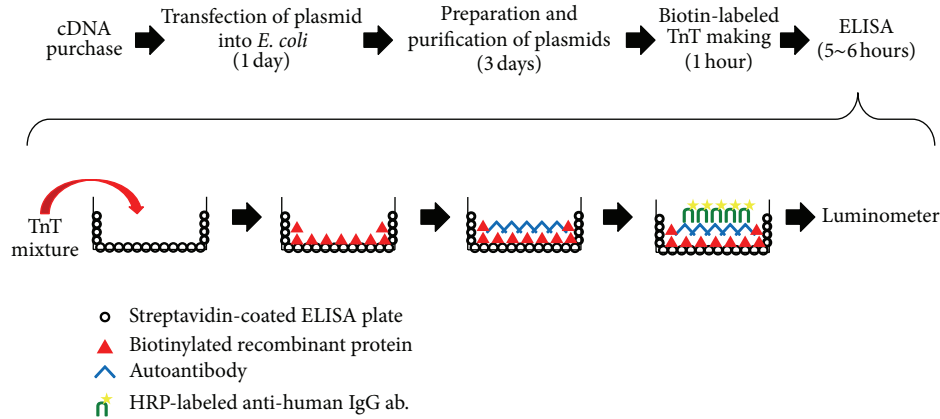 cDNA
purchase
Transfection of plasmid
into E. coli
(1 day)
Preparation and
purification of plasmids
(3 days)
Biotin-labeled
TnT making
(1 hour)
ELISA
(5~6 hours)
TnT
mixture
Luminometer
Streptavidin-coated ELISA plate
Biotinylated recombinant protein
Autoantibody
HRP-labeled anti-human IgG ab.